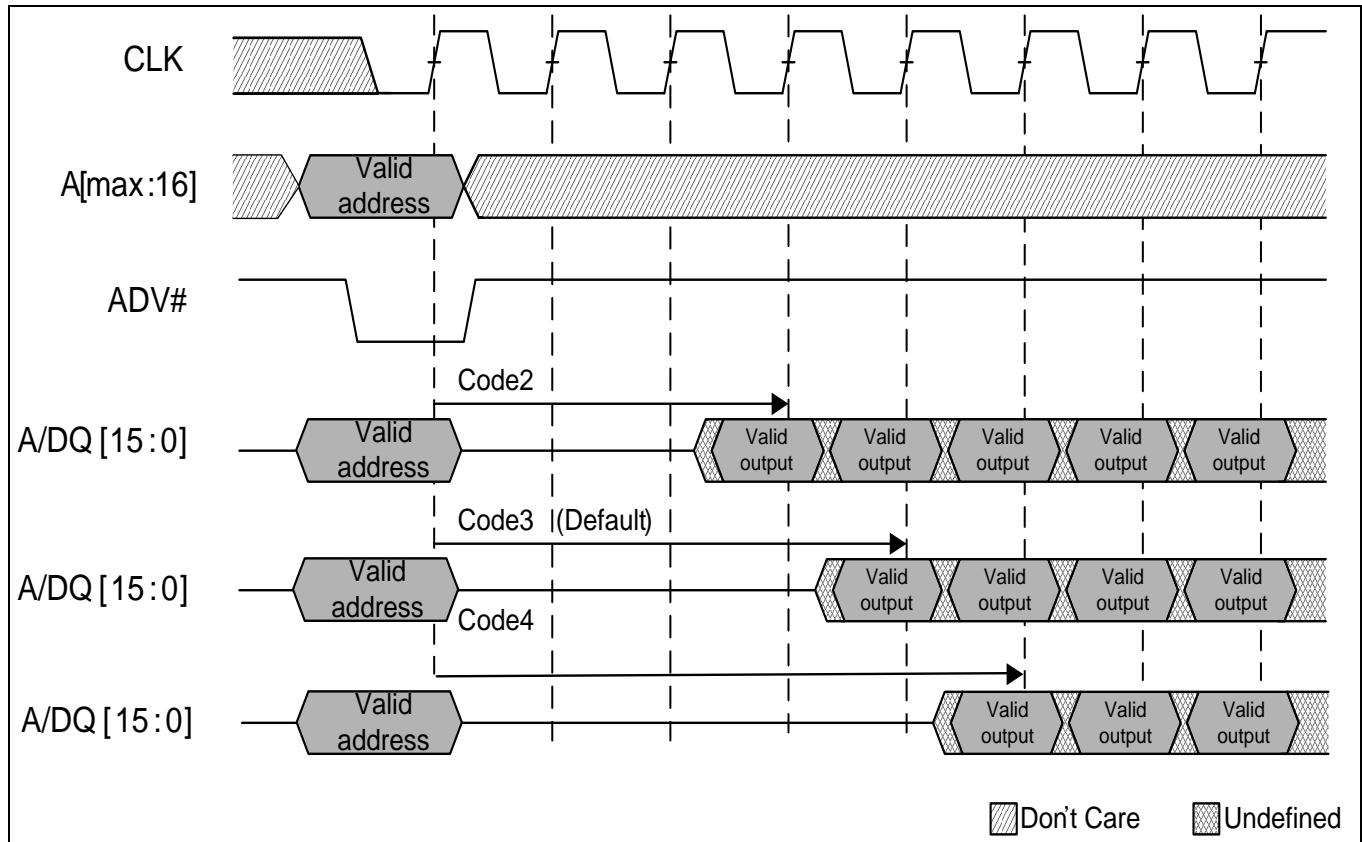 CLK
A[max:16]
Valid
address
ADV#
Code2
A/DQ[15:0]
Valid
address
Valid
output
Valid
output
Valid
output
Valid
output
Valid
output
Code3 (Default)
A/DQ[15:0]
Valid
address
Valid
output
Valid
output
Valid
output
Valid
output
Code4
A/DQ[15:0]
Valid
address
Valid
output
Valid
output
Valid
output
Don't Care
Undefined